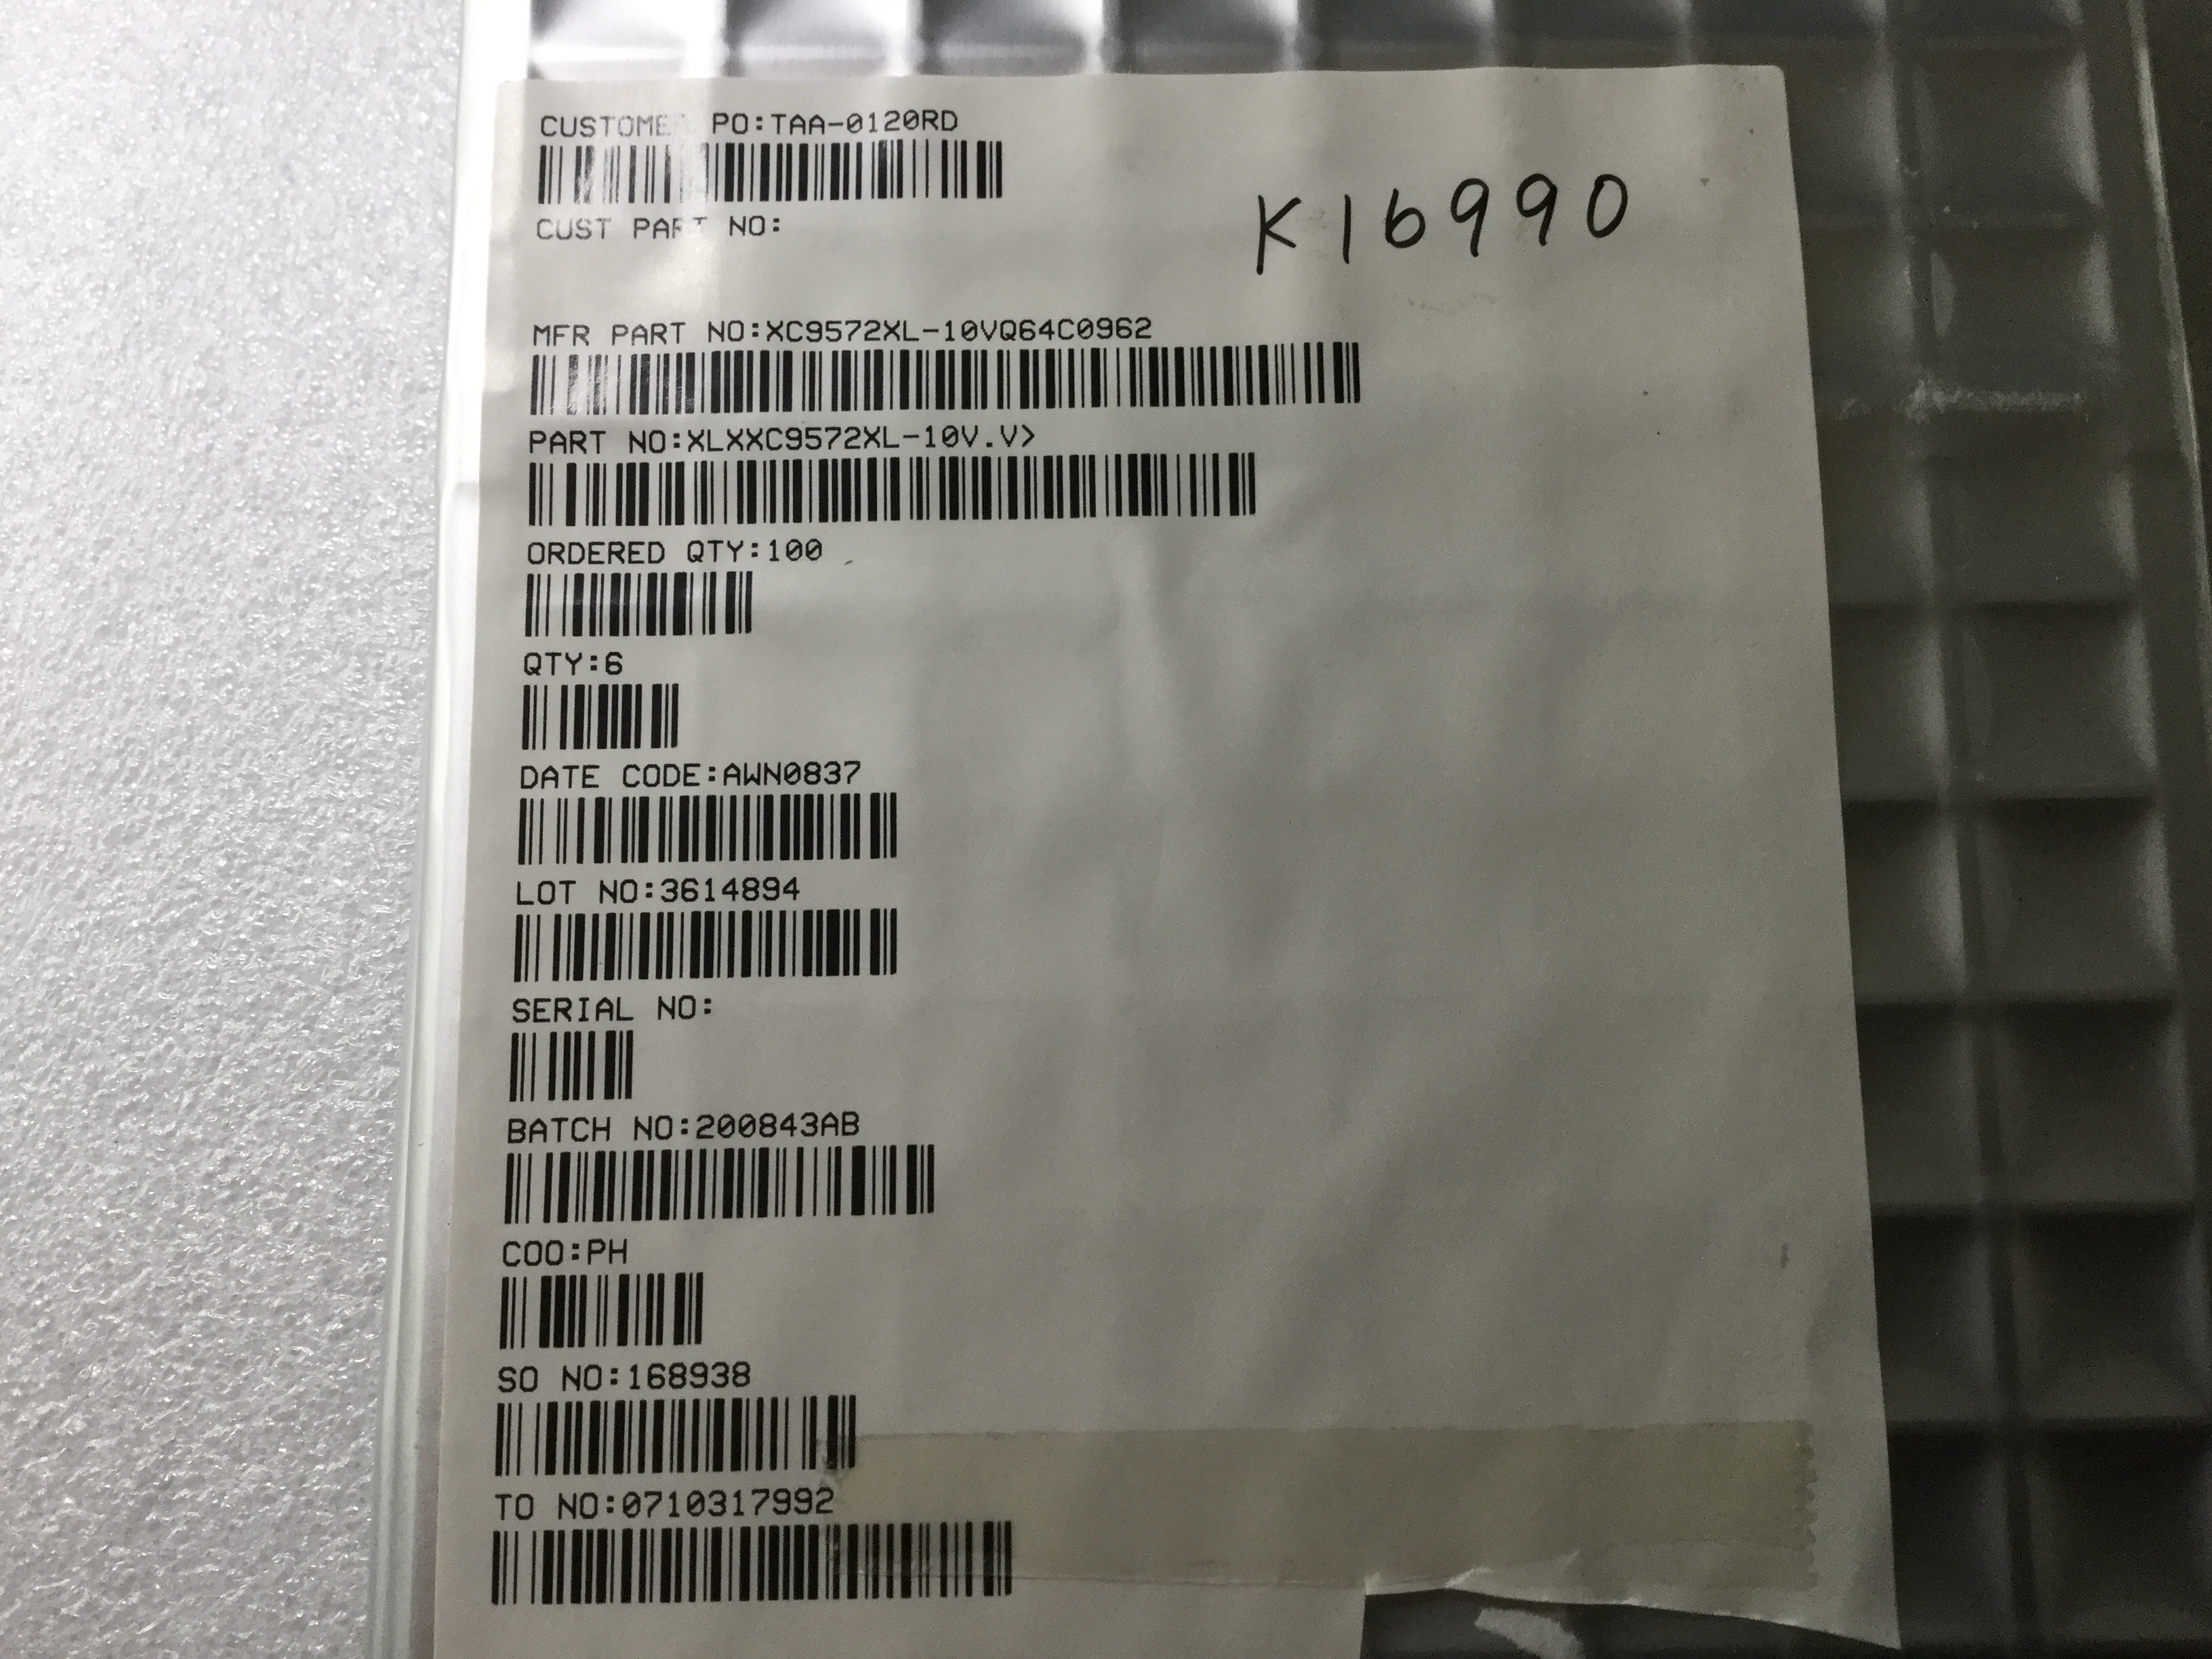 CUSTOME PO:TAA-0120RD
K16990
CUST PART NO:
MFR PART NO:XC9572XL-10VQ64C0962
PART NO:XLXXC9572XL-10V.V>
ORDERED QTY:100
QTY:6
DATE CODE:AWN0837
LOT NO:3614894
SERIAL NO:
BATCH NO:200843AB
COO:PH
SO NO:168938
TO NO:0710317992